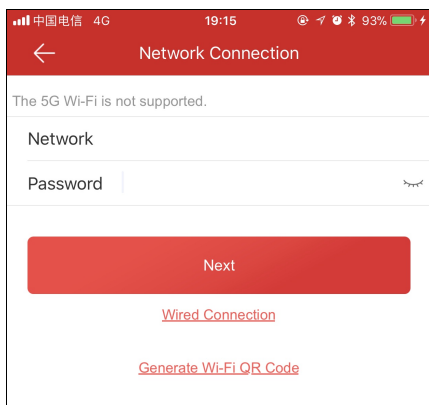 中国电信 4G 19:15 93%
Network Connection
The 5G Wi-Fi is not supported.
Network
Password
Next
Wired Connection
Generate Wi-Fi QR Code